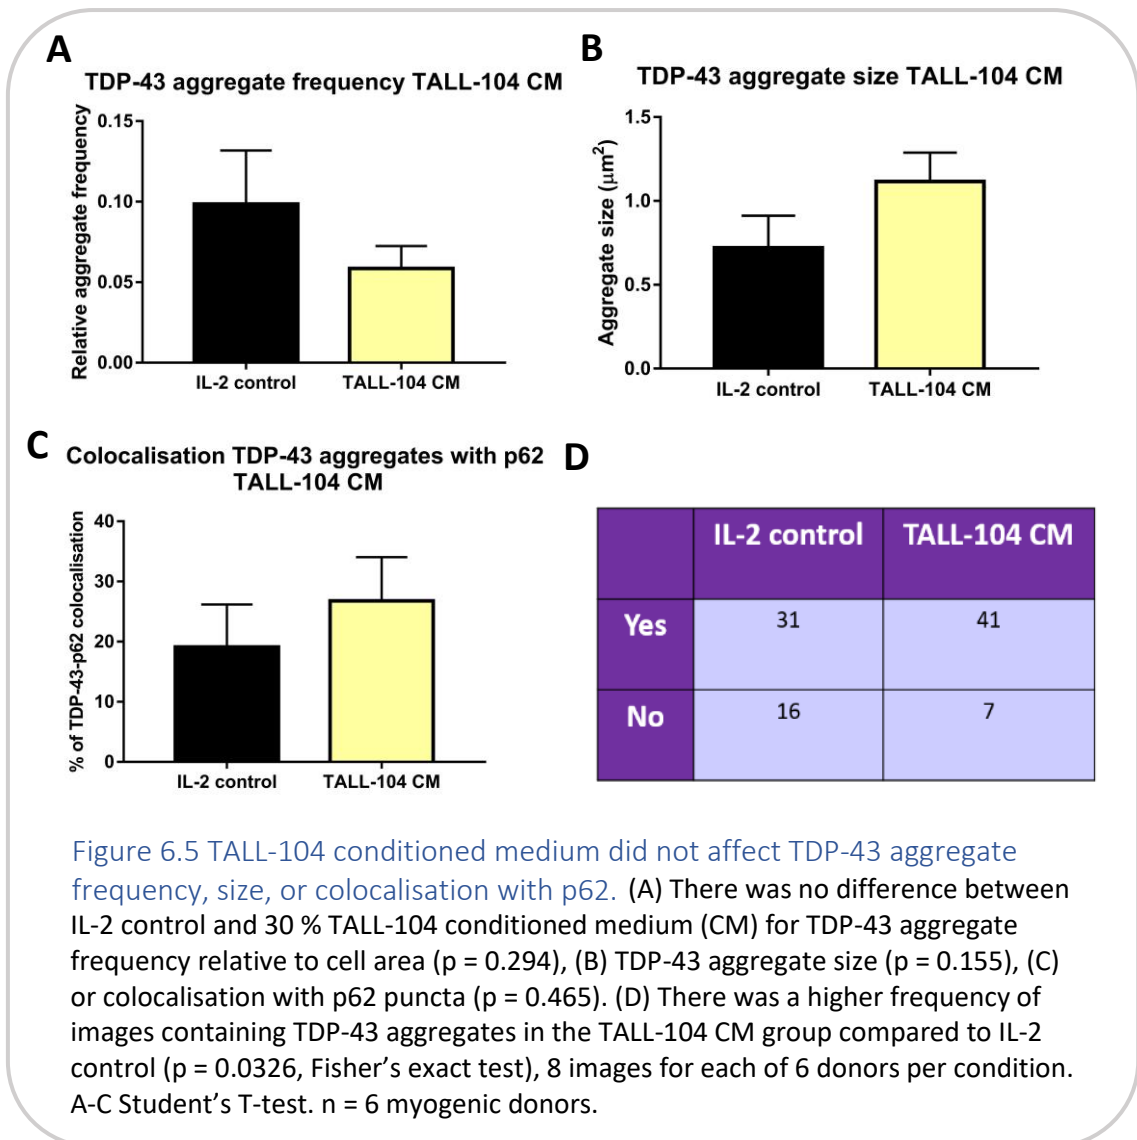 A
TDP-43 aggregate frequency TALL-104 CM
Relative aggregate frequency
0.15
0.10
0.05
0.00
IL-2 control
TALL-104 CM
B
TDP-43 aggregate size TALL-104 CM
Aggregate size (μm²)
1.5
1.0
0.5
0.0
IL-2 control
TALL-104 CM
C
Colocalisation TDP-43 aggregates with p62
TALL-104 CM
% of TDP-43-p62 colocalisation
40
30
20
10
0
IL-2 control
TALL-104 CM
D
IL-2 control TALL-104 CM
Yes 31 41
No 16 7
Figure 6.5 TALL-104 conditioned medium did not affect TDP-43 aggregate
frequency, size, or colocalisation with p62. (A) There was no difference between
IL-2 control and 30 % TALL-104 conditioned medium (CM) for TDP-43 aggregate
frequency relative to cell area (p = 0.294), (B) TDP-43 aggregate size (p = 0.155), (C)
or colocalisation with p62 puncta (p = 0.465). (D) There was a higher frequency of
images containing TDP-43 aggregates in the TALL-104 CM group compared to IL-2
control (p = 0.0326, Fisher's exact test), 8 images for each of 6 donors per condition.
A-C Student's T-test. n = 6 myogenic donors.